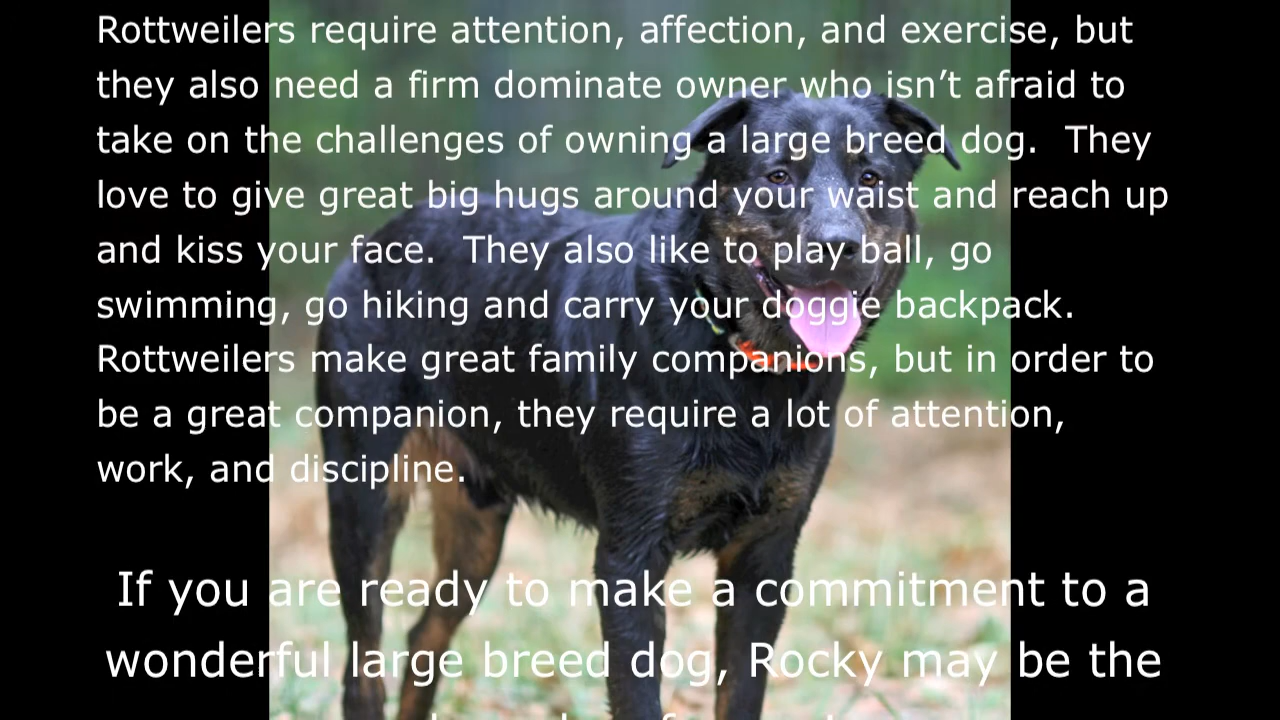 Rottweilers require attention, affection, and exercise, but
they also need a firm dominate owner who isn’t afraid to
take on the challenges of owning a large breed dog.  They
love to give great big hugs around your waist and reach up
and kiss your face.  They also like to play ball, go
swimming, go hiking and carry your doggie backpack.
Rottweilers make great family companions, but in order to
be a great companion, they require a lot of attention,
work, and discipline.
If you are ready to make a commitment to a
wonderful large breed dog, Rocky may be the